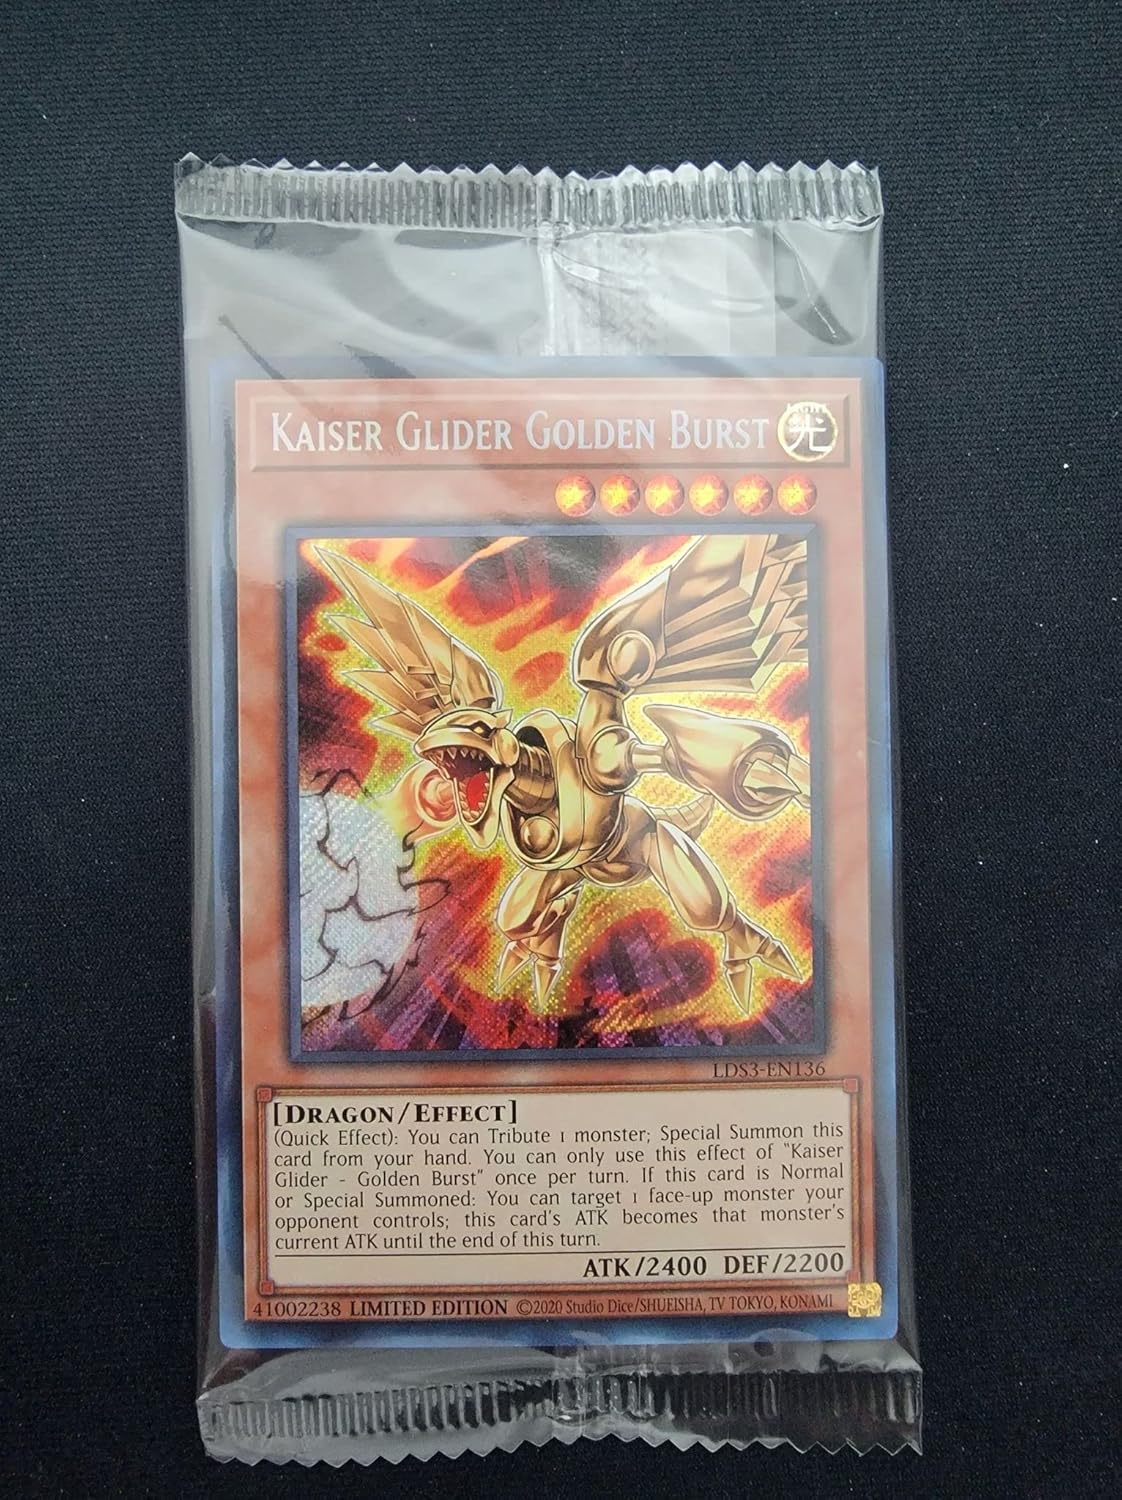 KAISER GLIDER GOLDEN BURST
LIGHT
光
LDS3-EN136
[DRAGON/EFFECT]
(Quick Effect): You can Tribute 1 monster; Special Summon this
card from your hand. You can only use this effect of "Kaiser
Glider - Golden Burst" once per turn. If this card is Normal
or Special Summoned: You can target 1 face-up monster your
opponent controls; this card's ATK becomes that monster's
current ATK until the end of this turn.
ATK/2400 DEF/2200
41002238 LIMITED EDITION ©2020 Studio Dice/SHUEISHA, TV TOKYO, KONAMI